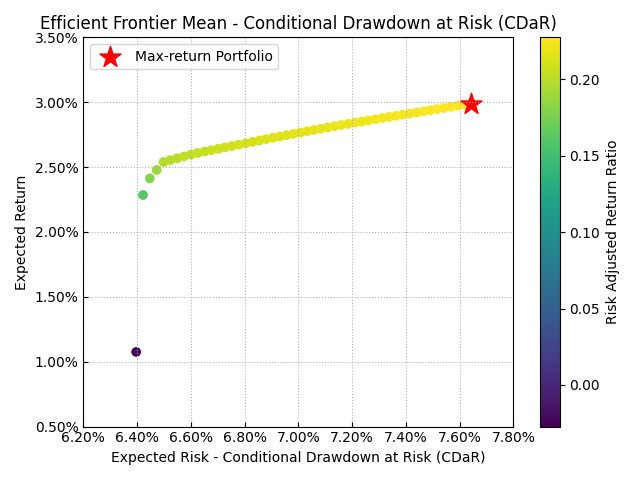 Efficient Frontier Mean - Conditional Drawdown at Risk (CDaR)
3.50%
3.00%
2.50%
2.00%
1.50%
1.00%
0.50%
Expected Return
Max-return Portfolio
6.20% 6.40% 6.60% 6.80% 7.00% 7.20% 7.40% 7.60% 7.80%
Expected Risk - Conditional Drawdown at Risk (CDaR)
0.20
0.15
0.10
0.05
0.00
Risk Adjusted Return Ratio